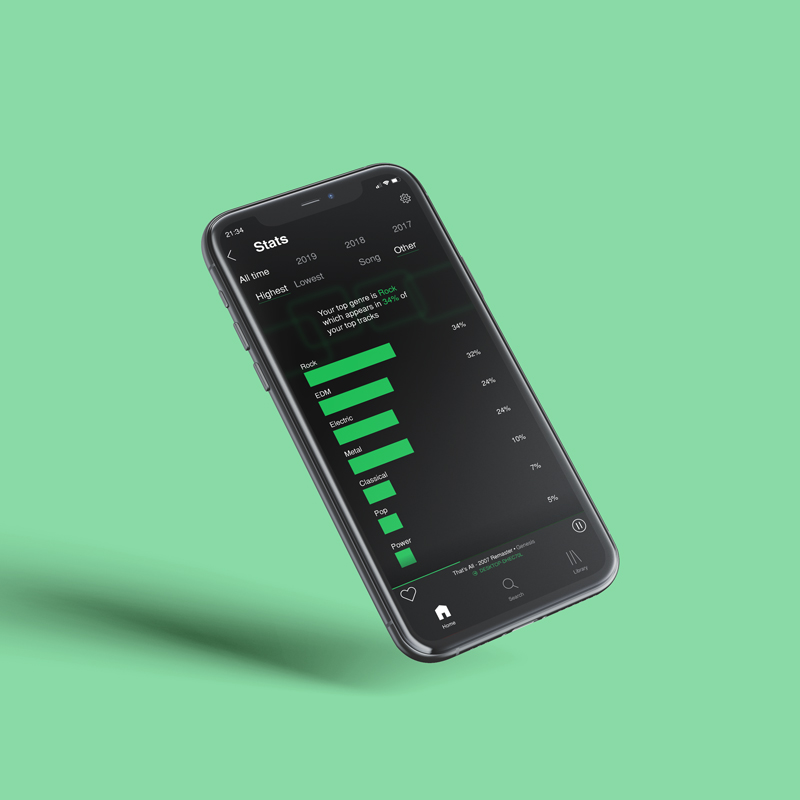 21:34
Stats
All time 2019 2018 2017
Highest Lowest Song Other
Your top genre is Rock
which appears in 34% of
your top tracks
Rock 34%
EDM 32%
Electric 24%
Metal 24%
Classical 10%
Pop 7%
Power 5%
That's All - 2007 Remaster • Genesis
DESKTOP
Home Search Library